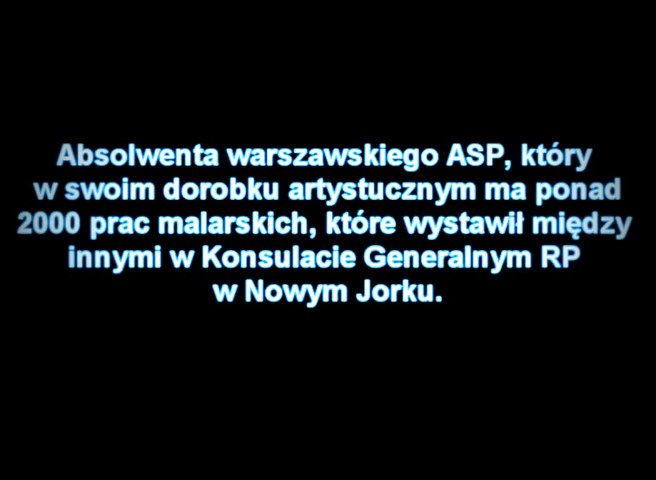 Absolwenta warszawskiego ASP, który
w swoim dorobku artystucznym ma ponad
2000 prac malarskich, które wystawił między
innymi w Konsulacie Generalnym RP
w Nowym Jorku.